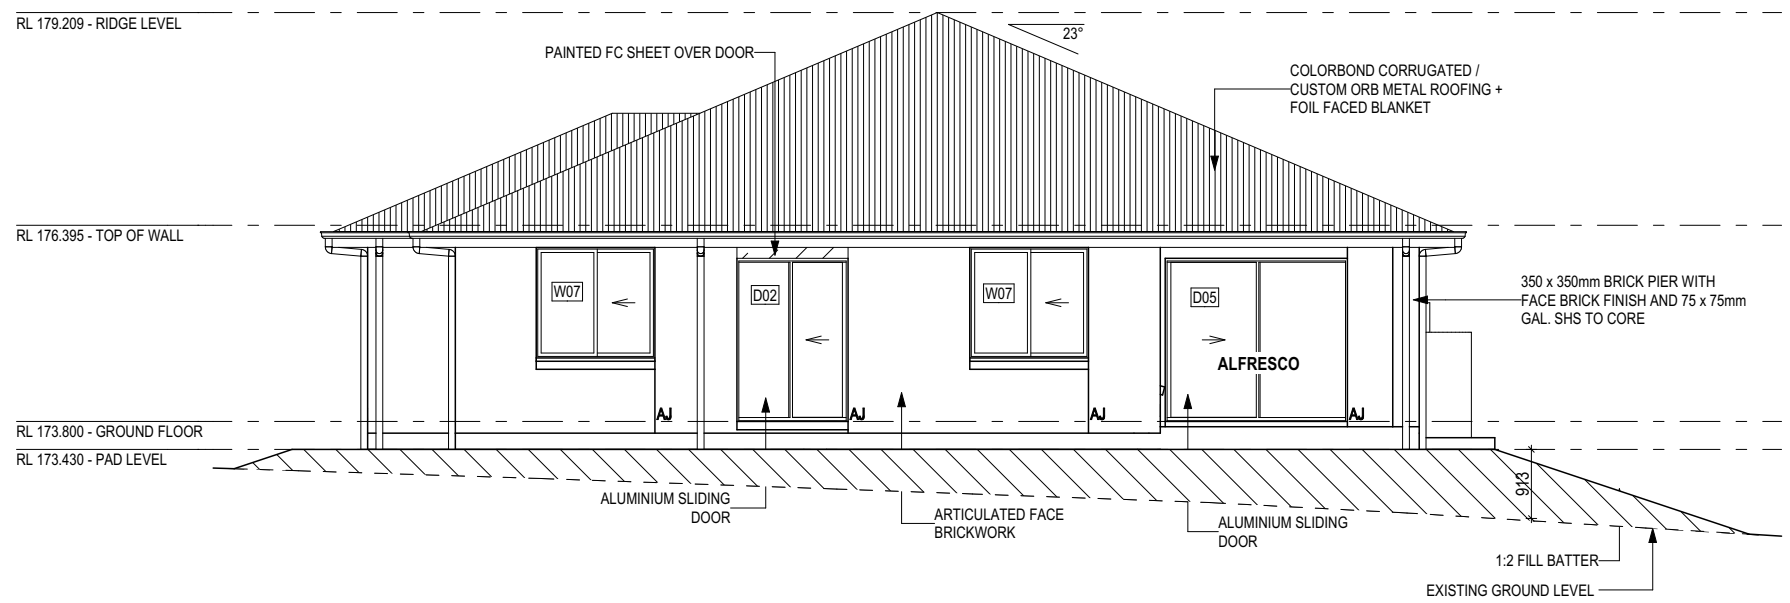 RL 179.209 - RIDGE LEVEL
23°
PAINTED FC SHEET OVER DOOR
COLORBOND CORRUGATED /
CUSTOM ORB METAL ROOFING +
FOIL FACED BLANKET
RL 176.395 - TOP OF WALL
W07
D02
W07
D05
350 x 350mm BRICK PIER WITH
FACE BRICK FINISH AND 75 x 75mm
GAL. SHS TO CORE
ALFRESCO
AJ
AJ
AJ
AJ
RL 173.800 - GROUND FLOOR
RL 173.430 - PAD LEVEL
913
ALUMINIUM SLIDING
DOOR
ARTICULATED FACE
BRICKWORK
ALUMINIUM SLIDING
DOOR
1:2 FILL BATTER
EXISTING GROUND LEVEL